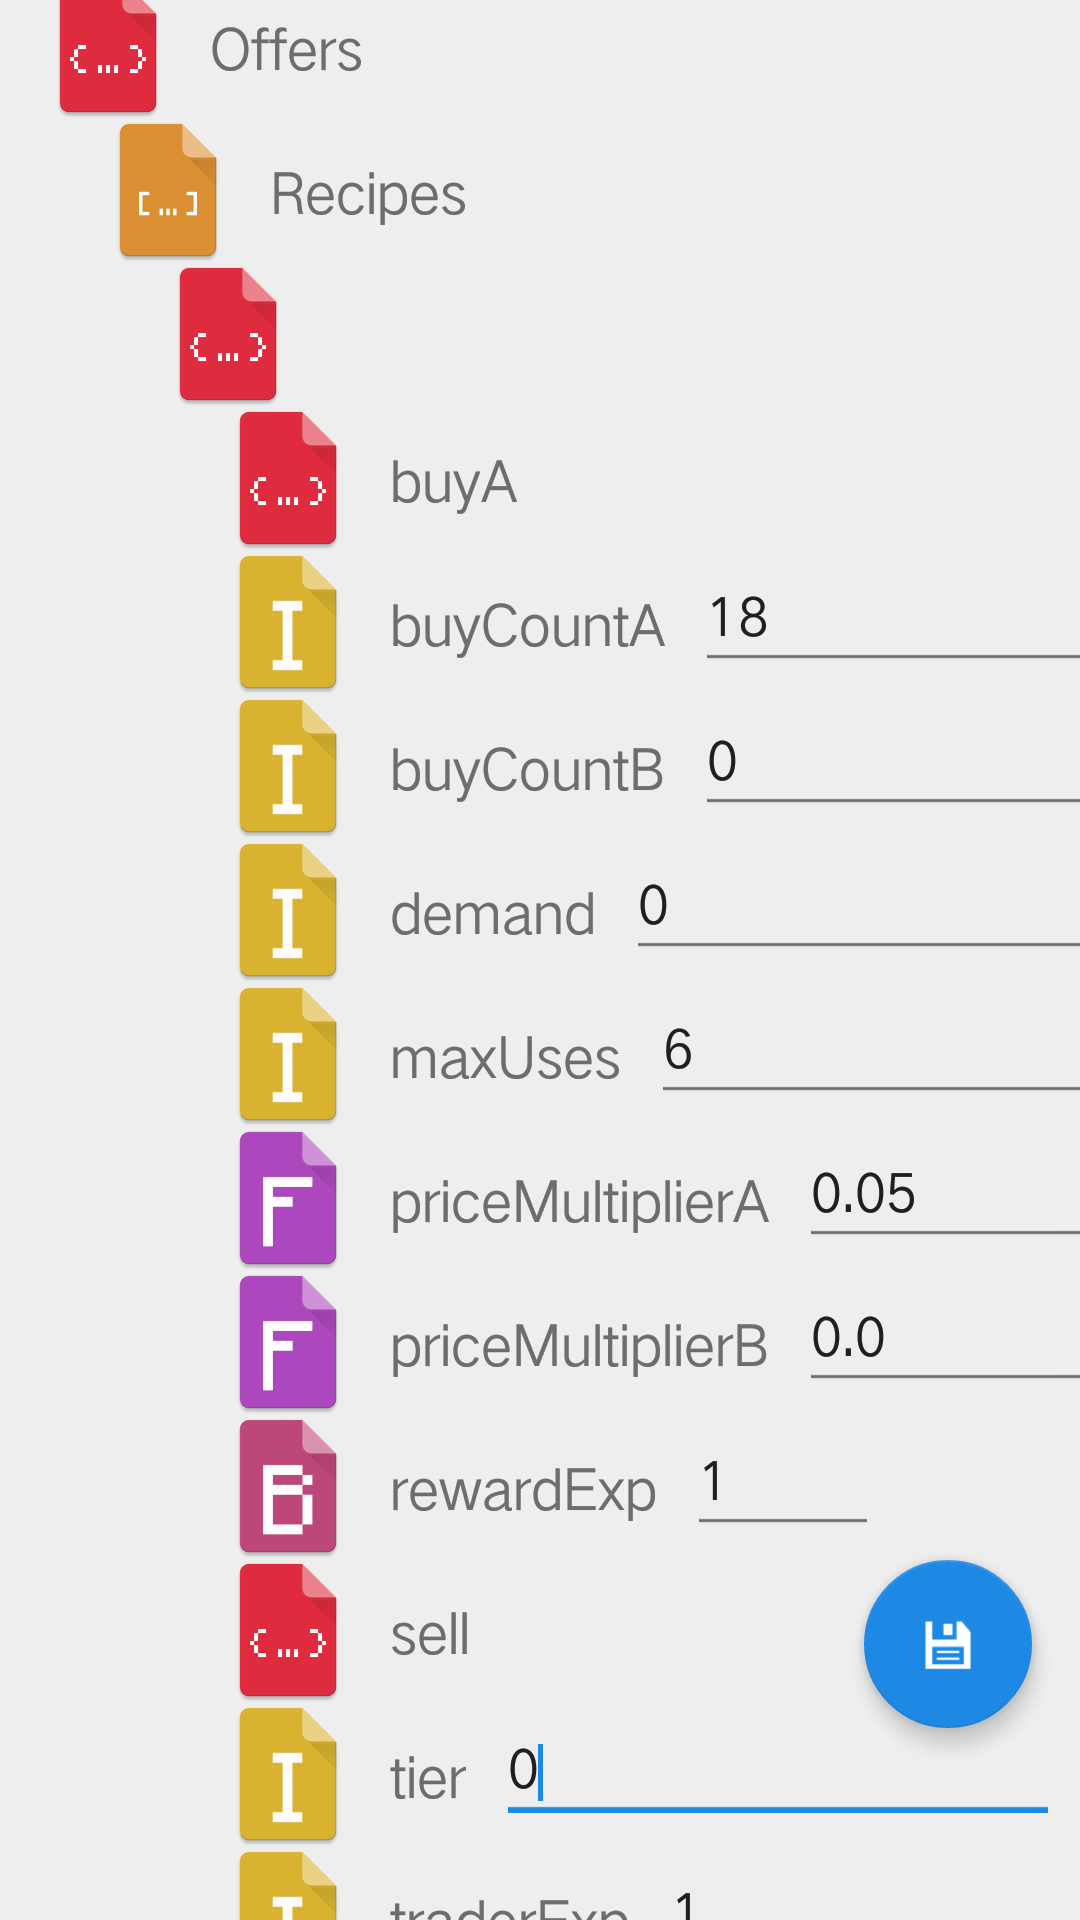 {...} Offers
[...] Recipes
{...}
{...} buyA
I buyCountA 18
I buyCountB 0
I demand 0
I maxUses 6
F priceMultiplierA 0.05
F priceMultiplierB 0.0
B rewardExp 1
{...} sell
I tier 0
I traderExp 1